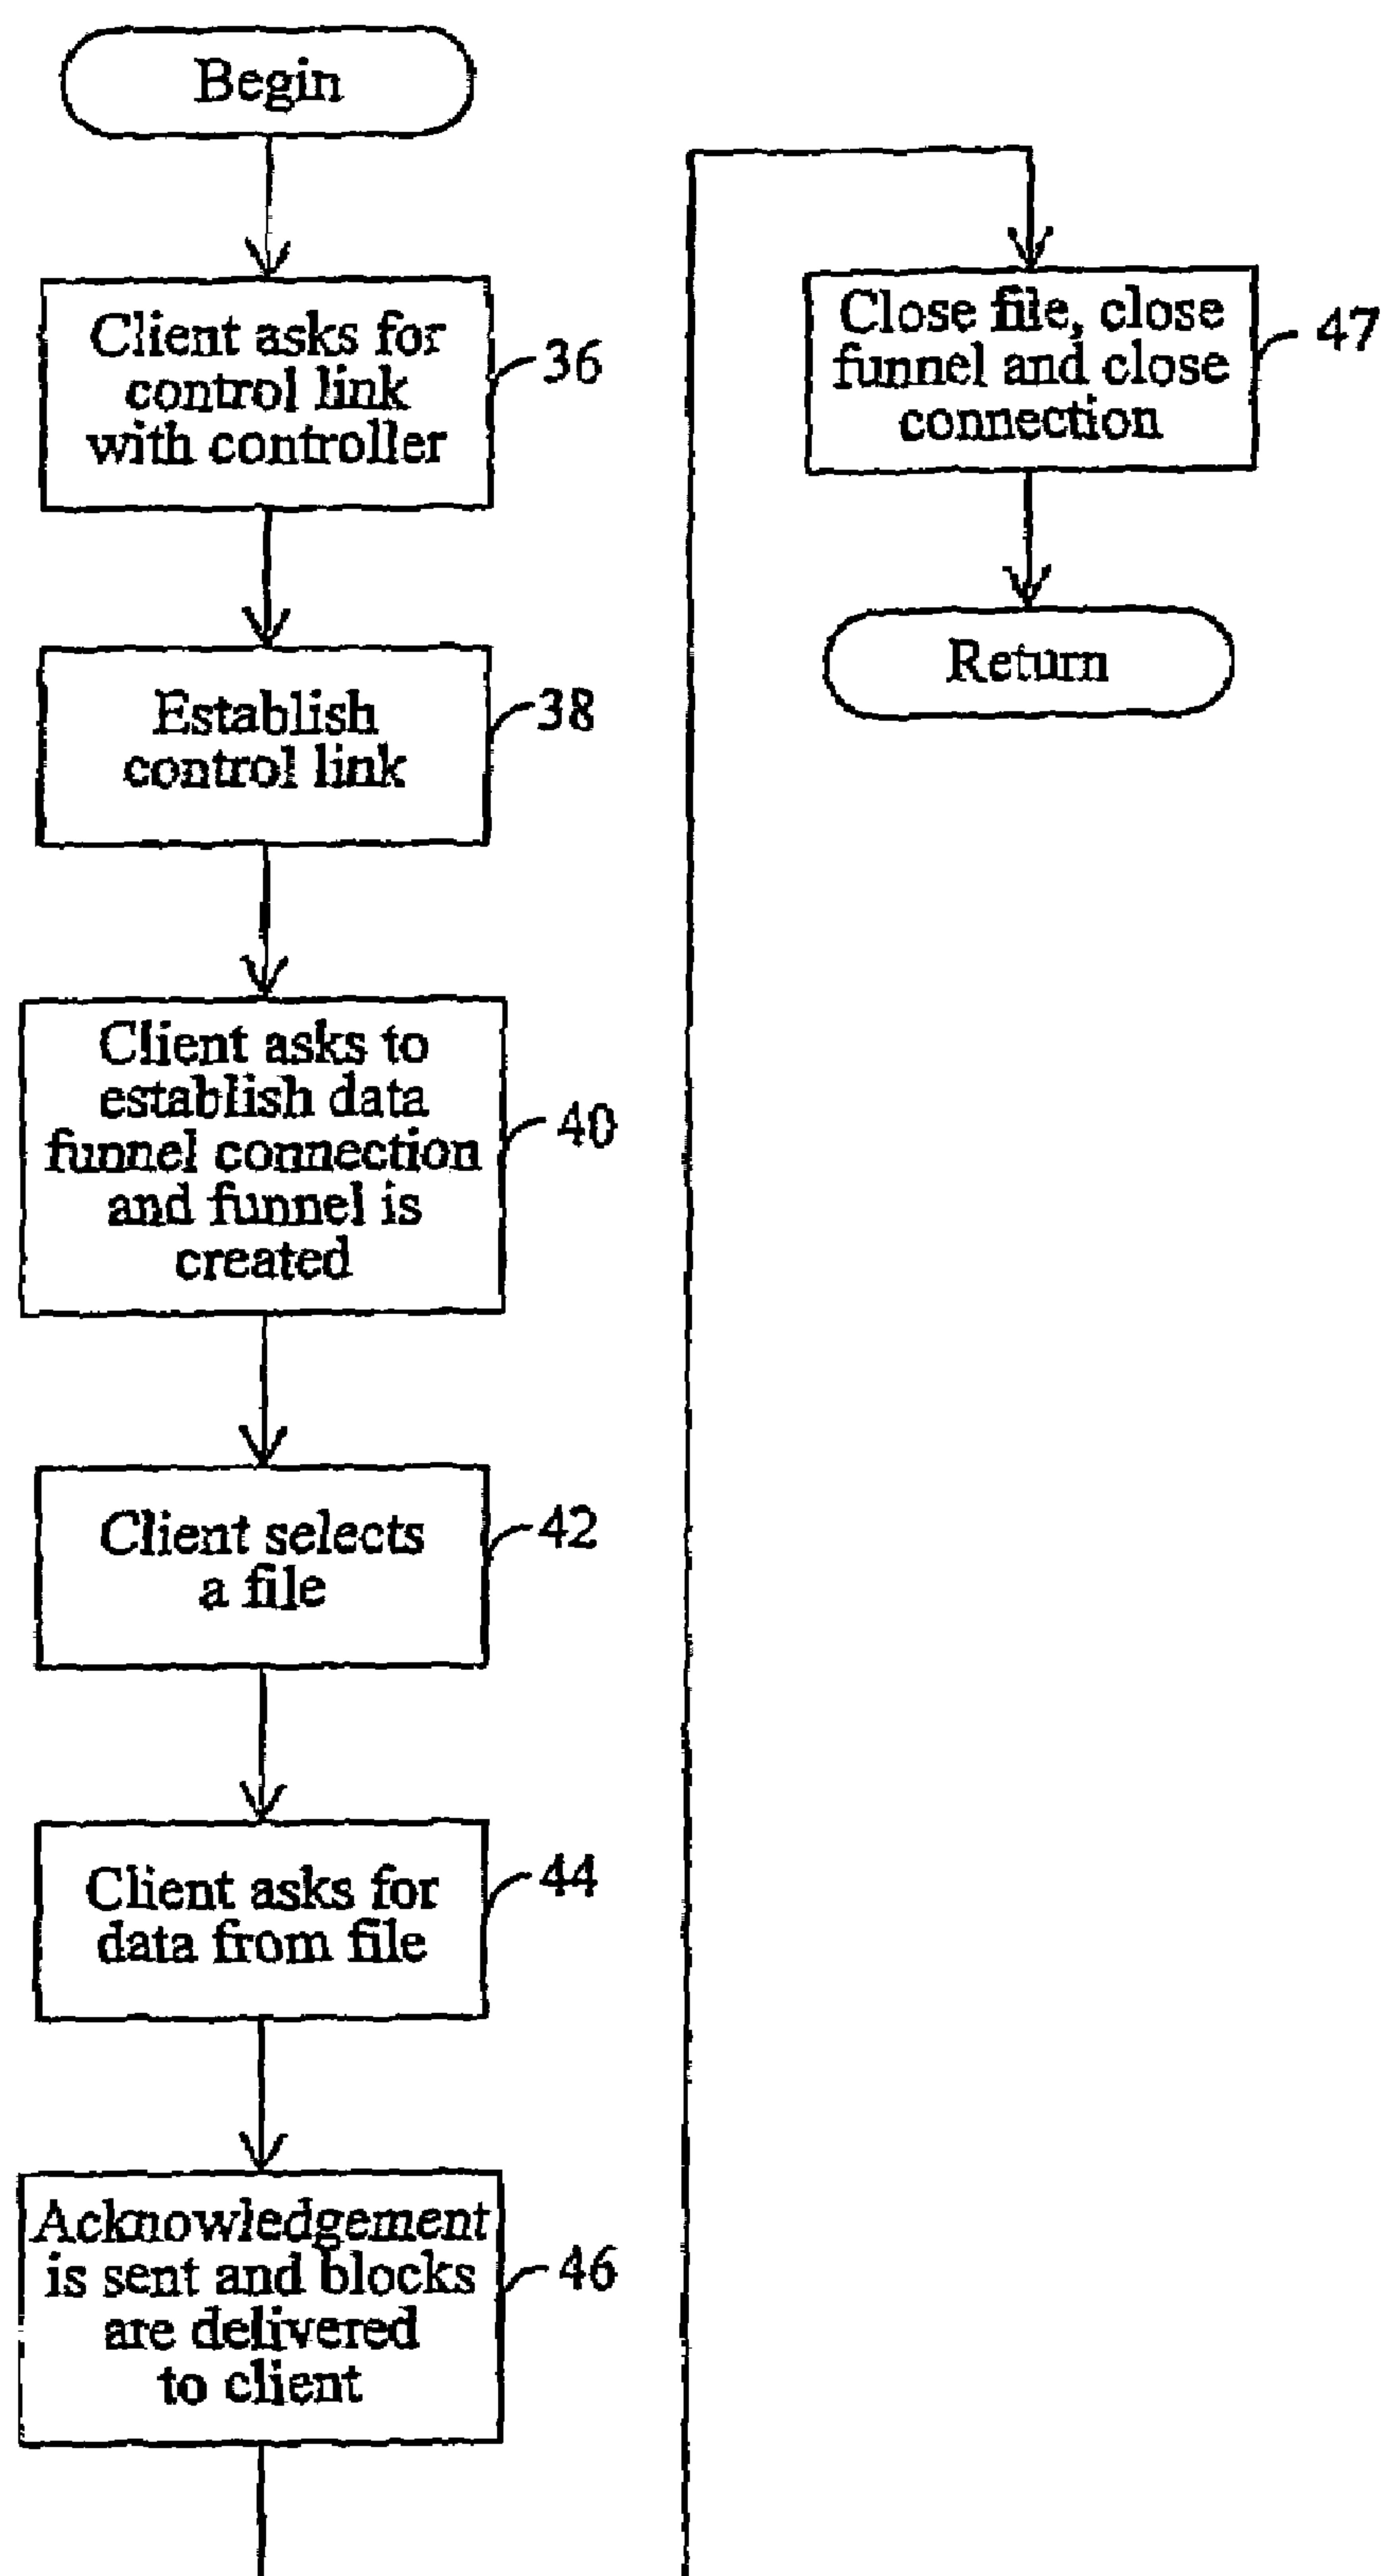 Begin
Client asks for
control link
with controller
36
Establish
control link
38
Client asks to
establish data
funnel connection
and funnel is
created
40
Client selects
a file
42
Client asks for
data from file
44
Acknowledgement
is sent and blocks
are delivered
to client
46
Close file, close
funnel and close
connection
47
Return